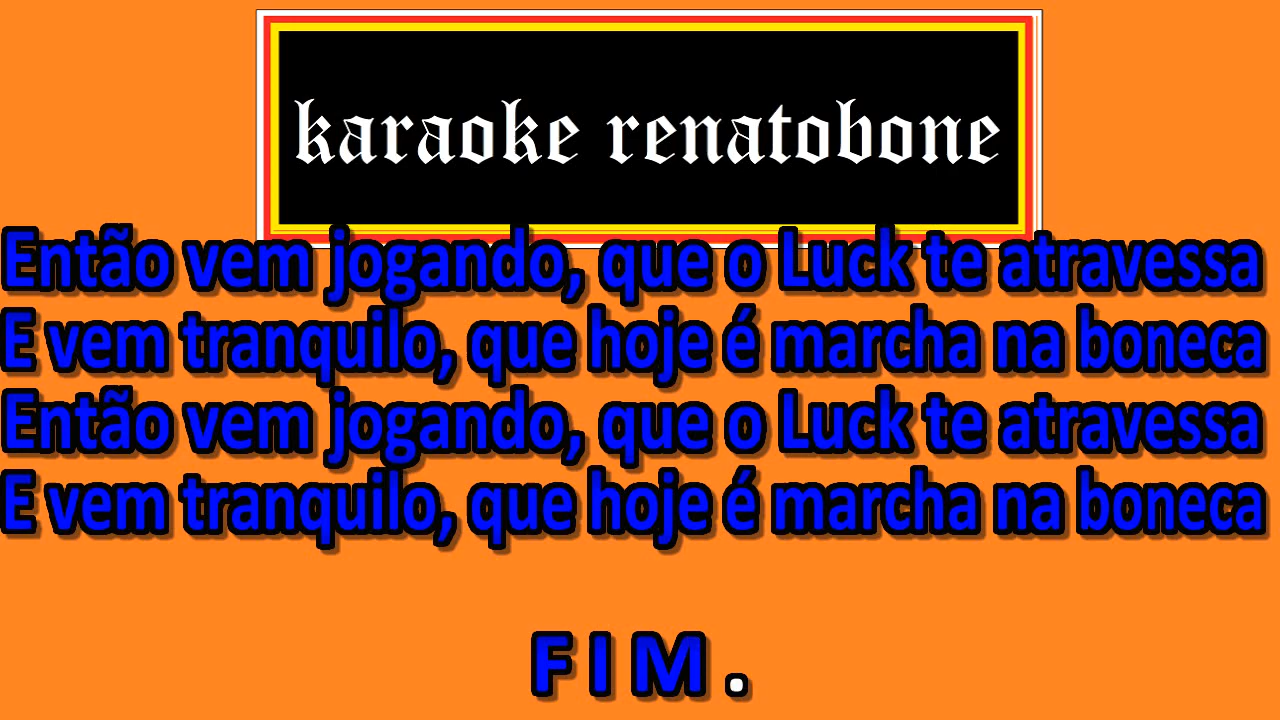 karaoke renatobone
Então vem jogando, que o Luck te atravessa
E vem tranquilo, que hoje é marcha na boneca
Então vem jogando, que o Luck te atravessa
E vem tranquilo, que hoje é marcha na boneca
F I M .